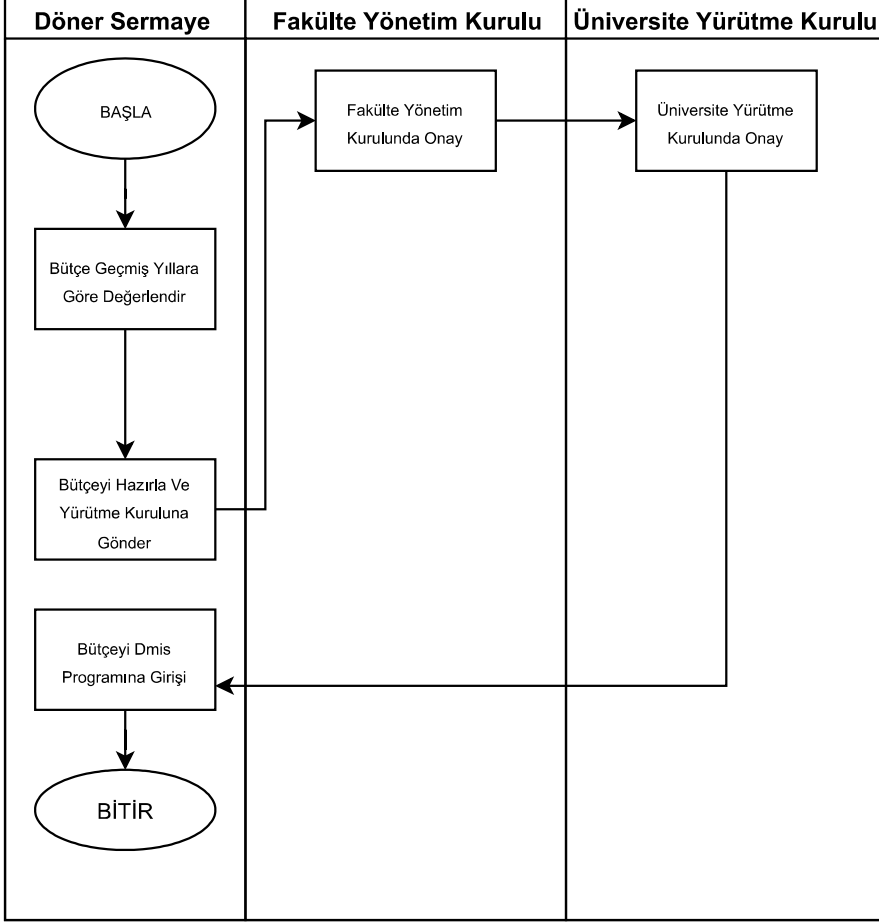 Döner Sermaye
Fakülte Yönetim Kurulu
Üniversite Yürütme Kurulu
BAŞLA
Bütçe Geçmiş Yıllara
Göre Değerlendir
Bütçeyi Hazırla Ve
Yürütme Kuruluna
Gönder
Fakülte Yönetim
Kurulunda Onay
Üniversite Yürütme
Kurulunda Onay
Bütçeyi Dmis
Programına Girişi
BİTİR